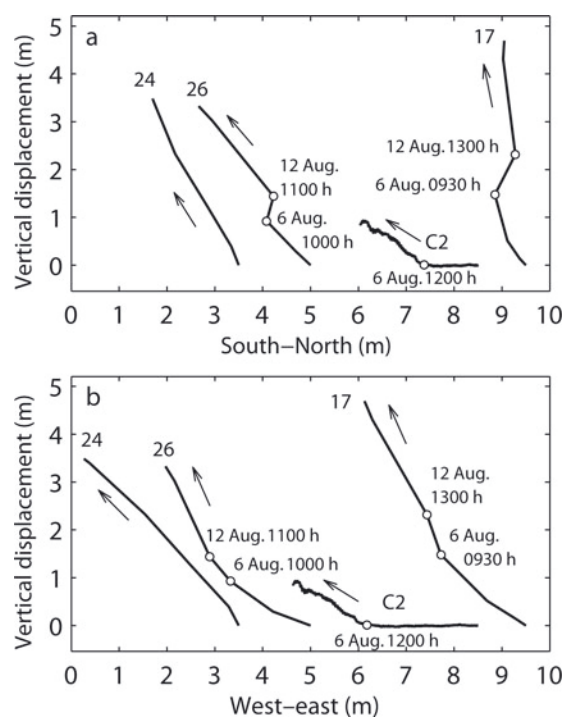 a
24
26
17
12 Aug. 1300 h
12 Aug.
1100 h
6 Aug. 0930 h
6 Aug.
1000 h
C2
6 Aug. 1200 h
5
4
3
2
1
0
Vertical displacement (m)
0 1 2 3 4 5 6 7 8 9 10
South–North (m)
b
24
26
17
12 Aug.
1300 h
12 Aug. 1100 h
6 Aug.
0930 h
6 Aug. 1000 h
C2
6 Aug. 1200 h
5
4
3
2
1
0
Vertical displacement (m)
0 1 2 3 4 5 6 7 8 9 10
West–east (m)